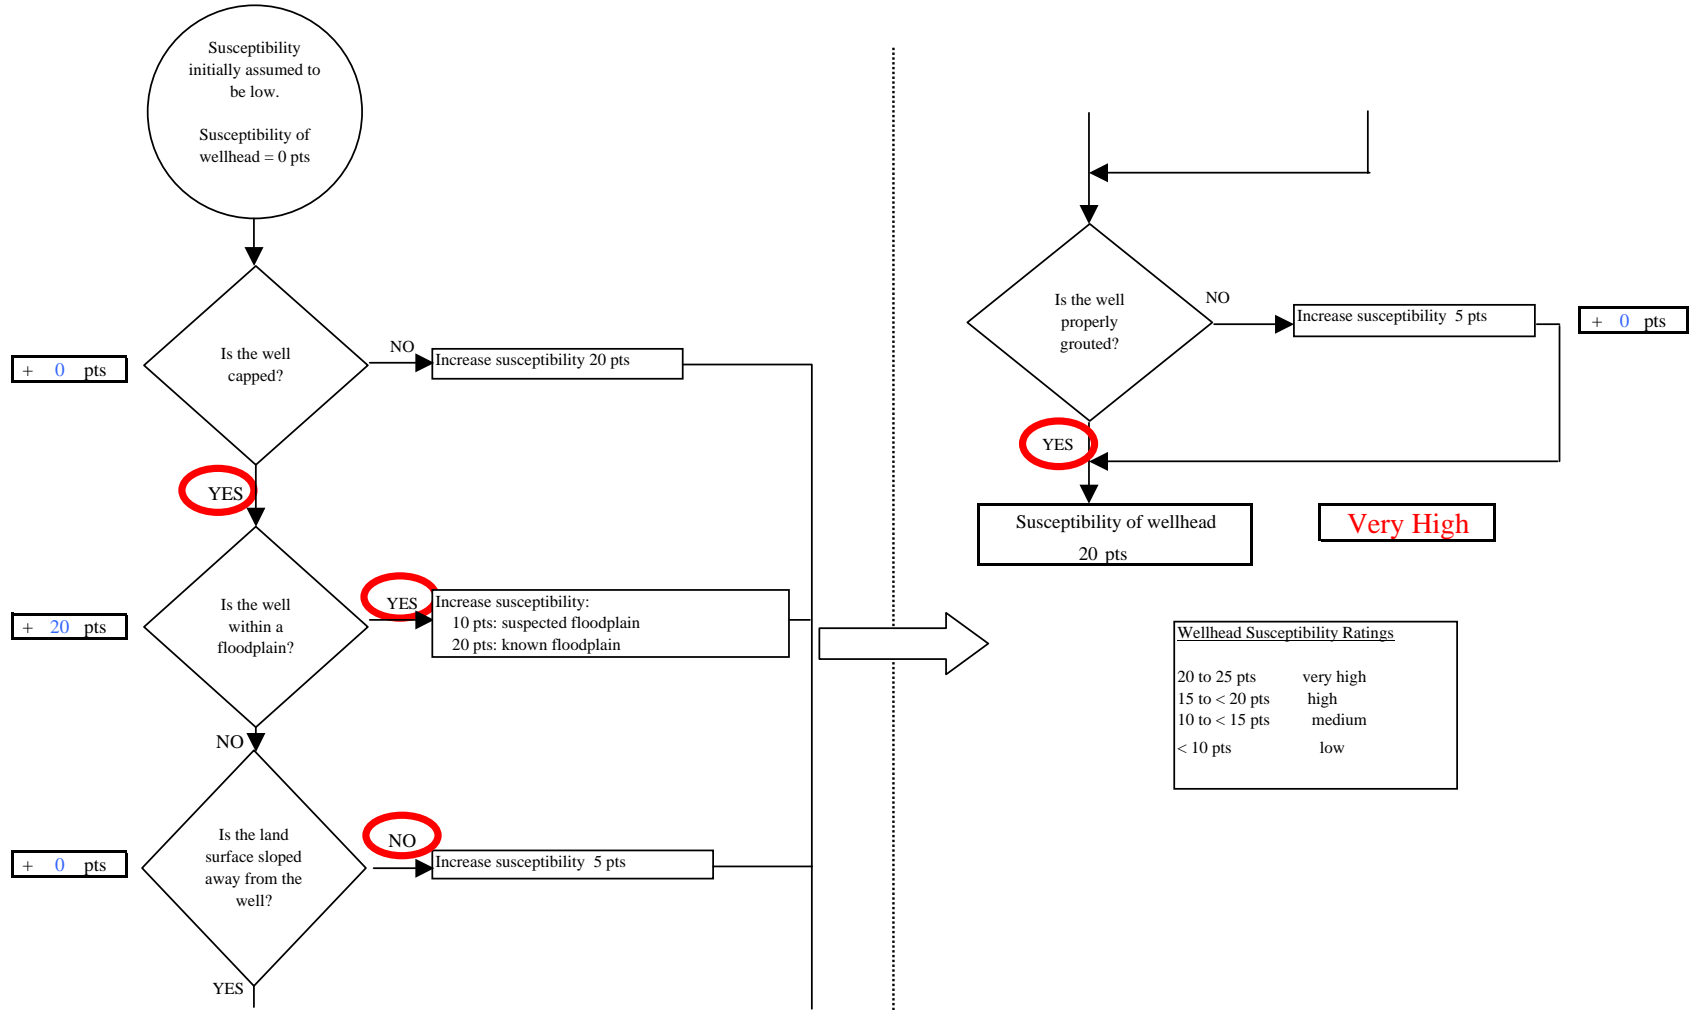 Susceptibility
initially assumed to
be low.
Susceptibility of
wellhead = 0 pts
Is the well
capped?
NO
Increase susceptibility 20 pts
+ 0 pts
YES
Is the well
within a
floodplain?
YES
Increase susceptibility:
10 pts: suspected floodplain
20 pts: known floodplain
+ 20 pts
NO
Is the land
surface sloped
away from the
well?
NO
Increase susceptibility 5 pts
+ 0 pts
YES
Is the well
properly
grouted?
NO
Increase susceptibility 5 pts
+ 0 pts
YES
Susceptibility of wellhead
20 pts
Very High
Wellhead Susceptibility Ratings
20 to 25 pts very high
15 to < 20 pts high
10 to < 15 pts medium
< 10 pts low